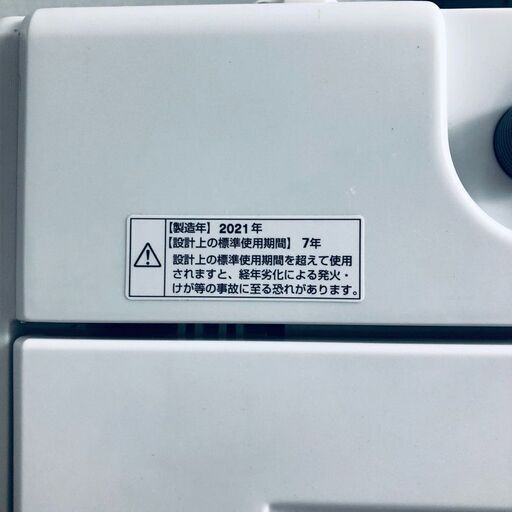 【製造年】 2021年
【設計上の標準使用期間】 7年
設計上の標準使用期間を超えて使用
されますと、経年劣化による発火・
けが等の事故に至る恐れがあります。